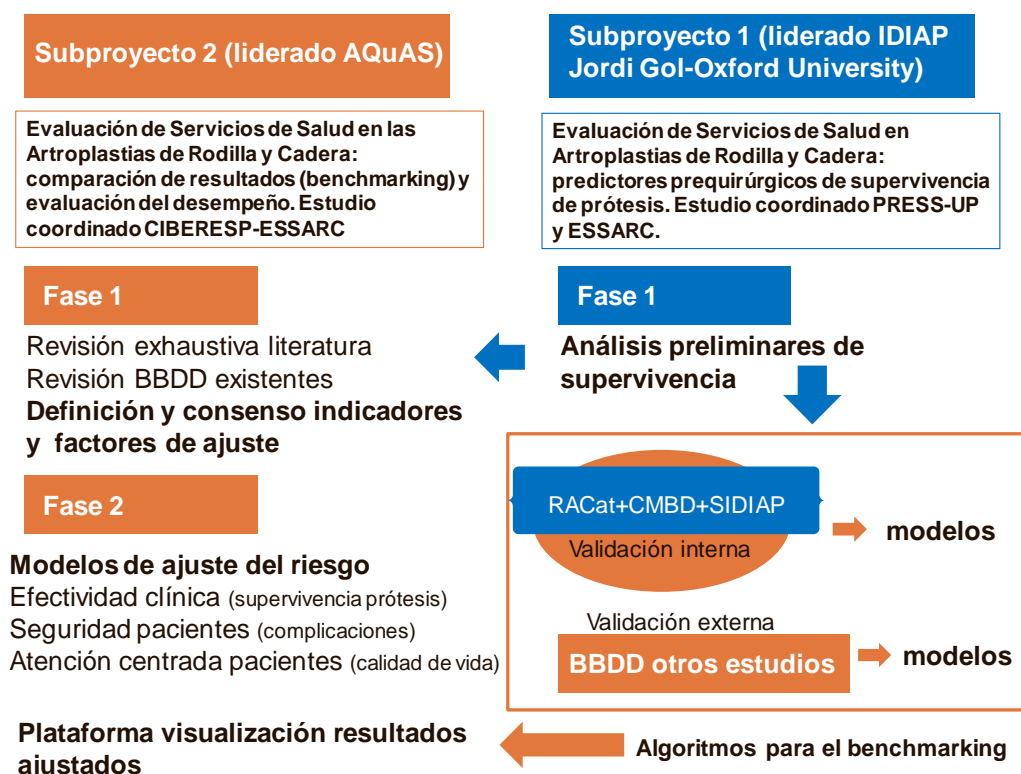 Subproyecto 2 (liderado AQuAS)
Evaluación de Servicios de Salud en las
Artroplastias de Rodilla y Cadera:
comparación de resultados (benchmarking) y
evaluación del desempeño. Estudio
coordinado CIBERESP-ESSARC
Fase 1
Revisión exhaustiva literatura
Revisión BBDD existentes
Definición y consenso indicadores
y factores de ajuste
Fase 2
Modelos de ajuste del riesgo
Efectividad clínica (supervivencia prótesis)
Seguridad pacientes (complicaciones)
Atención centrada pacientes (calidad de vida)
Plataforma visualización resultados
ajustados
Subproyecto 1 (liderado IDIAP
Jordi Gol-Oxford University)
Evaluación de Servicios de Salud en
Artroplastias de Rodilla y Cadera:
predictores prequirúrgicos de supervivencia
de prótesis. Estudio coordinado PRESS-UP
y ESSARC.
Fase 1
Análisis preliminares de
supervivencia
RACat+CMBD+SIDIAP
Validación interna
modelos
Validación externa
BBDD otros estudios
modelos
Algoritmos para el benchmarking